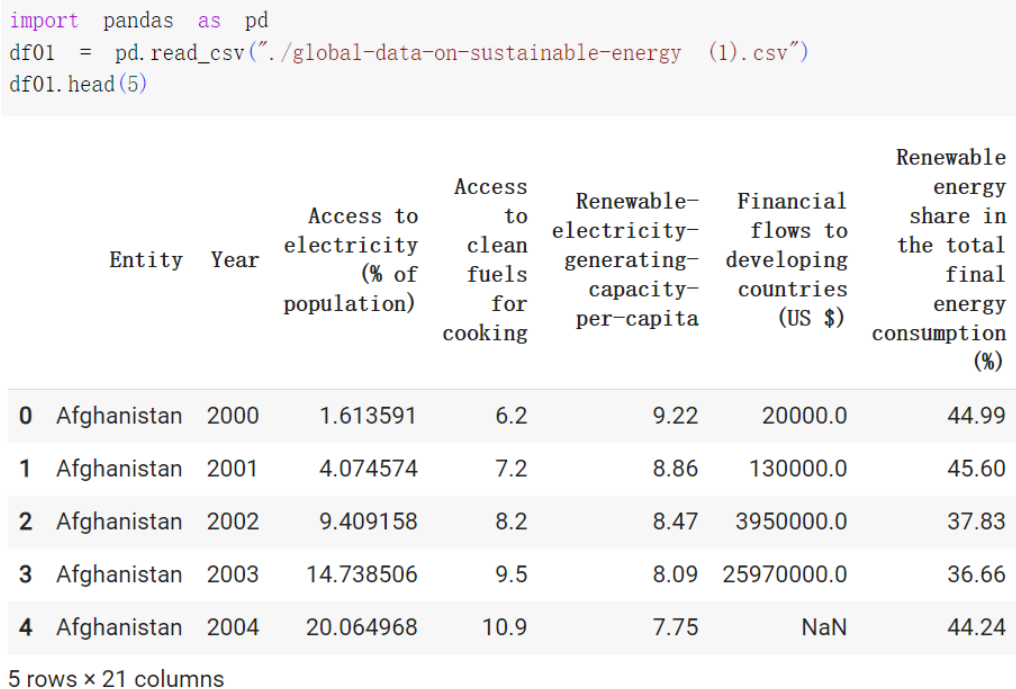 import pandas as pd
df01 = pd.read_csv("./global-data-on-sustainable-energy (1).csv")
df01.head(5)
Entity Year Access to electricity (% of population) Access to clean fuels for cooking Renewable-electricity-generating-capacity-per-capita Financial flows to developing countries (US $) Renewable energy share in the total final energy consumption (%)
0 Afghanistan 2000 1.613591 6.2 9.22 20000.0 44.99
1 Afghanistan 2001 4.074574 7.2 8.86 130000.0 45.60
2 Afghanistan 2002 9.409158 8.2 8.47 3950000.0 37.83
3 Afghanistan 2003 14.738506 9.5 8.09 25970000.0 36.66
4 Afghanistan 2004 20.064968 10.9 7.75 NaN 44.24
5 rows × 21 columns